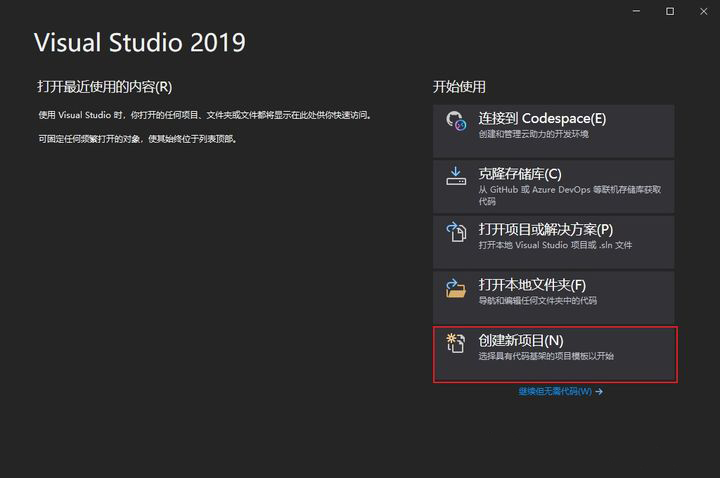 Visual Studio 2019
打开最近使用的内容(R)
使用 Visual Studio 时，你打开的任何项目、文件夹或文件都将显示在此处供你快速访问。
可固定任何频繁打开的对象，使其始终位于列表顶部。
开始使用
连接到 Codespace(E)
创建和管理云助力的开发环境
克隆存储库(C)
从 GitHub 或 Azure DevOps 等联机存储库获取
代码
打开项目或解决方案(P)
打开本地 Visual Studio 项目或 .sln 文件
打开本地文件夹(F)
导航和编辑任何文件夹中的代码
创建新项目(N)
选择具有代码基架的项目模板以开始
继续但无需代码(W) →